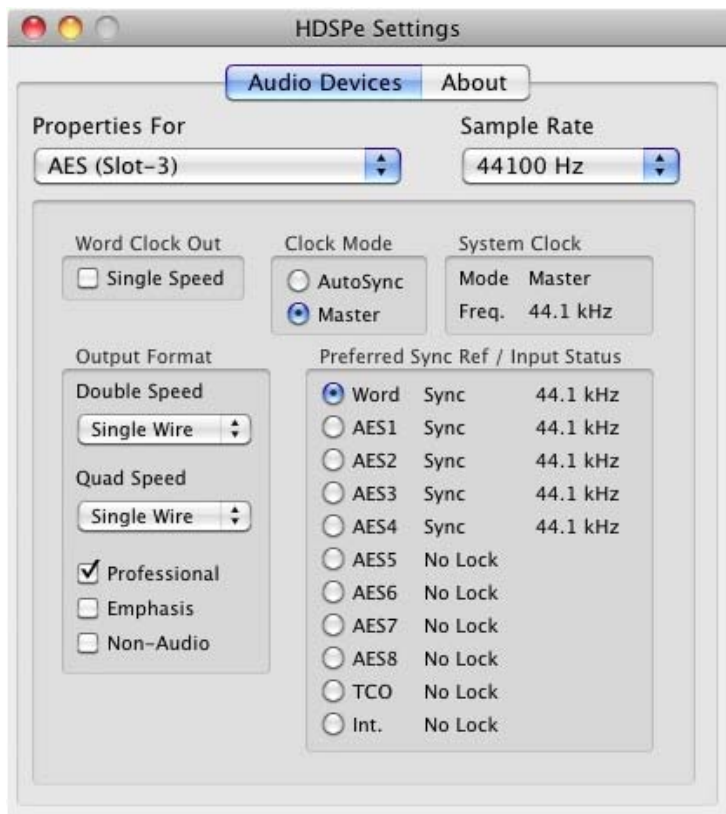 HDSPe Settings
Audio Devices About
Properties For Sample Rate
AES (Slot-3) 44100 Hz
Word Clock Out Clock Mode System Clock
Single Speed AutoSync Mode Master
Master Freq. 44.1 kHz
Output Format Preferred Sync Ref / Input Status
Double Speed Word Sync 44.1 kHz
Single Wire AES1 Sync 44.1 kHz
AES2 Sync 44.1 kHz
Quad Speed AES3 Sync 44.1 kHz
Single Wire AES4 Sync 44.1 kHz
AES5 No Lock
Professional AES6 No Lock
Emphasis AES7 No Lock
Non-Audio AES8 No Lock
TCO No Lock
Int. No Lock